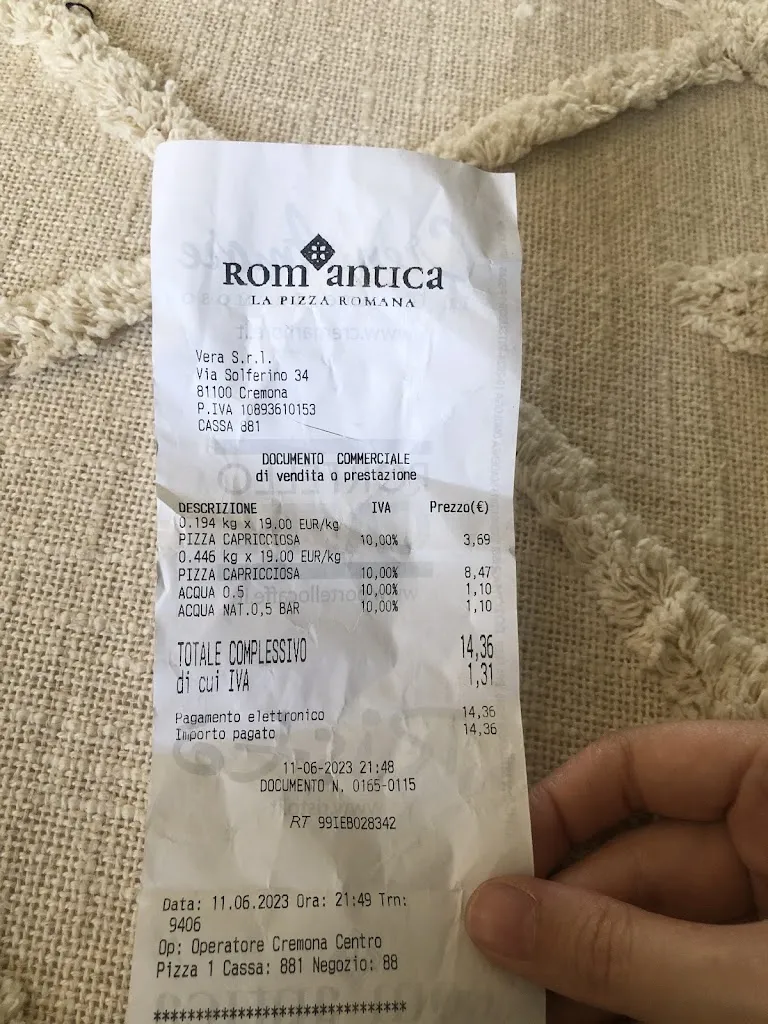 ROM antica
LA PIZZA ROMANA
Vera S.r.l.
Via Solferino 34
81100 Cremona
P.IVA 10893610153
CASSA 881
DOCUMENTO COMMERCIALE
di vendita o prestazione
DESCRIZIONE IVA Prezzo(€)
0.194 kg x 19.00 EUR/kg
PIZZA CAPRICCIOSA 10,00% 3,69
0.446 kg x 19.00 EUR/kg
PIZZA CAPRICCIOSA 10,00% 8,47
ACQUA 0.5 10,00% 1,10
ACQUA NAT.0,5 BAR 10,00% 1,10
TOTALE COMPLESSIVO 14,36
di cui IVA 1,31
Pagamento elettronico 14,36
Importo pagato 14,36
11-06-2023 21:48
DOCUMENTO N. 0165-0115
RT 99IEB028342
Data: 11.06.2023 Ora: 21:49 Trn:
9406
Op: Operatore Cremona Centro
Pizza 1 Cassa: 881 Negozio: 88
******************************